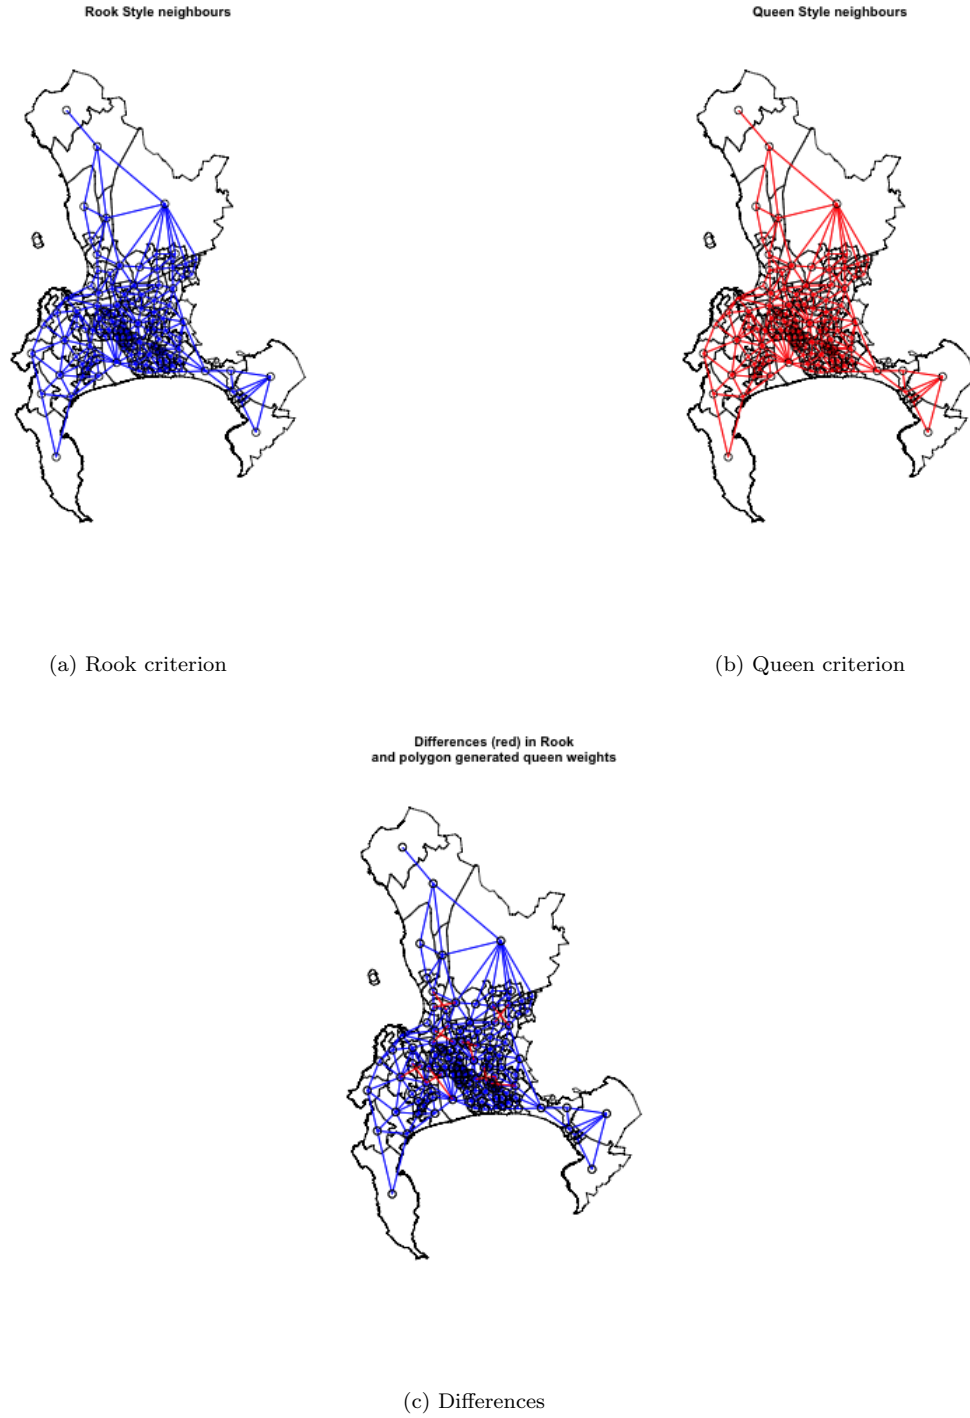 Rook Style neighbours
Queen Style neighbours
(a) Rook criterion
(b) Queen criterion
Differences (red) in Rook
and polygon generated queen weights
(c) Differences